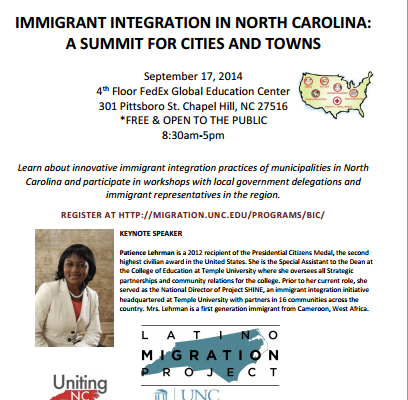 IMMIGRANT INTEGRATION IN NORTH CAROLINA:
A SUMMIT FOR CITIES AND TOWNS
September 17, 2014
4th Floor FedEx Global Education Center
301 Pittsboro St. Chapel Hill, NC 27516
*FREE & OPEN TO THE PUBLIC
8:30am-5pm
Learn about innovative immigrant integration practices of municipalities in North
Carolina and participate in workshops with local government delegations and
immigrant representatives in the region.
REGISTER AT HTTP://MIGRATION.UNC.EDU/PROGRAMS/BIC/
KEYNOTE SPEAKER
Patience Lehrman is a 2012 recipient of the Presidential Citizens Medal, the second
highest civilian award in the United States. She is the Special Assistant to the Dean at
the College of Education at Temple University where she oversees all Strategic
partnerships and community relations for the college. Prior to her current role, she
served as the National Director of Project SHINE, an immigrant integration initiative
headquartered at Temple University with partners in 16 communities across the
country. Mrs. Lehrman is a first generation immigrant from Cameroon, West Africa.
LATINO
MIGRATION
PROJECT
Uniting
NC
UNC